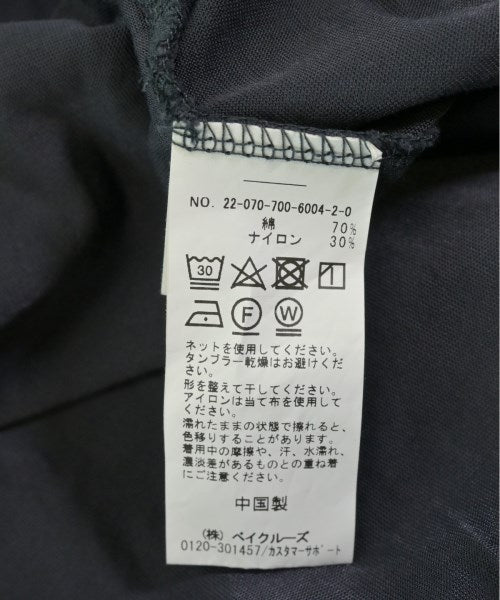 NO. 22-070-700-6004-2-0
綿 70%
ナイロン 30%
30
F W
ネットを使用してください。
タンブラー乾燥はお避けくだ
さい。
形を整えて干してください。
アイロンは当て布を使用して
ください。
濡れたままの状態で擦れると、
色移りすることがあります。
着用中の摩擦や、汗、水濡れ、
濃淡差があるものとの重ね着
にご注意ください。
中国製
(株) ベイクルーズ
0120-301457/カスタマーサポート